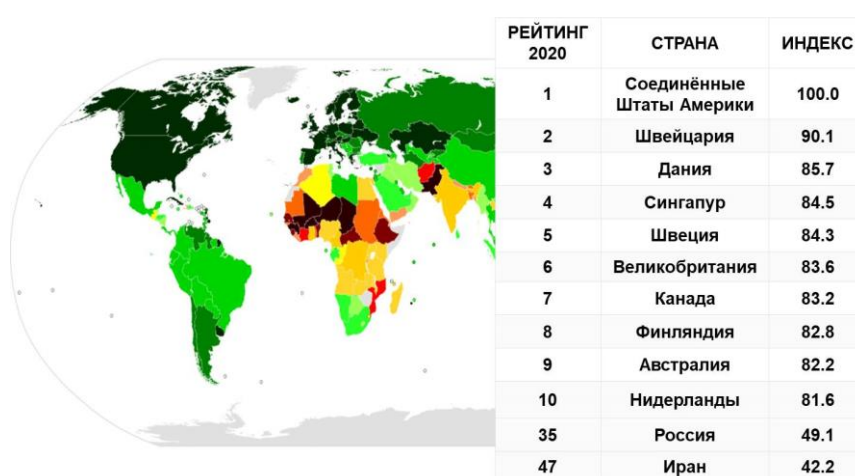 РЕЙТИНГ
2020
СТРАНА
ИНДЕКС
1
Соединённые
Штаты Америки
100.0
2 Швейцария 90.1
3 Дания 85.7
4 Сингапур 84.5
5 Швеция 84.3
6 Великобритания 83.6
7 Канада 83.2
8 Финляндия 82.8
9 Австралия 82.2
10 Нидерланды 81.6
35 Россия 49.1
47 Иран 42.2